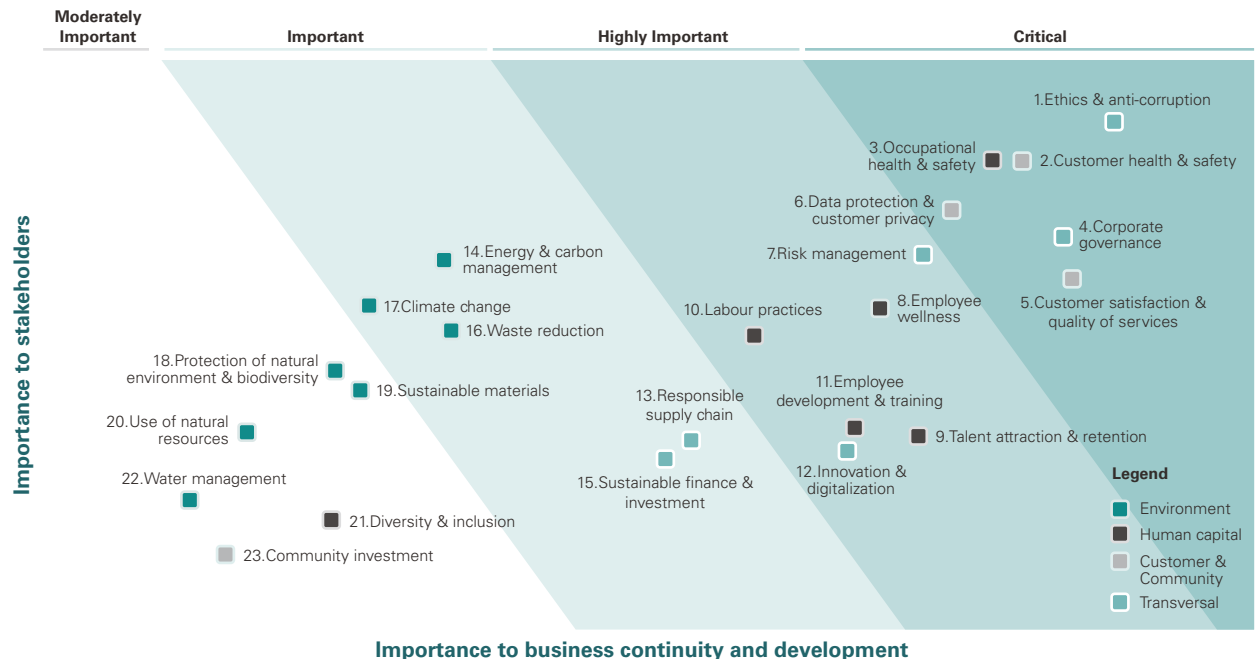 Moderately
Important
Important
Highly Important
Critical
1.Ethics & anti-corruption
3.Occupational
health & safety
2.Customer health & safety
6.Data protection &
customer privacy
4.Corporate
governance
7.Risk management
14.Energy & carbon
management
5.Customer satisfaction &
quality of services
17.Climate change
10.Labour practices
8.Employee
wellness
16.Waste reduction
18.Protection of natural
environment & biodiversity
19.Sustainable materials
13.Responsible
supply chain
11.Employee
development & training
20.Use of natural
resources
9.Talent attraction & retention
22.Water management
15.Sustainable finance &
investment
12.Innovation &
digitalization
21.Diversity & inclusion
23.Community investment
Legend
Environment
Human capital
Customer &
Community
Transversal
Importance to stakeholders
Importance to business continuity and development